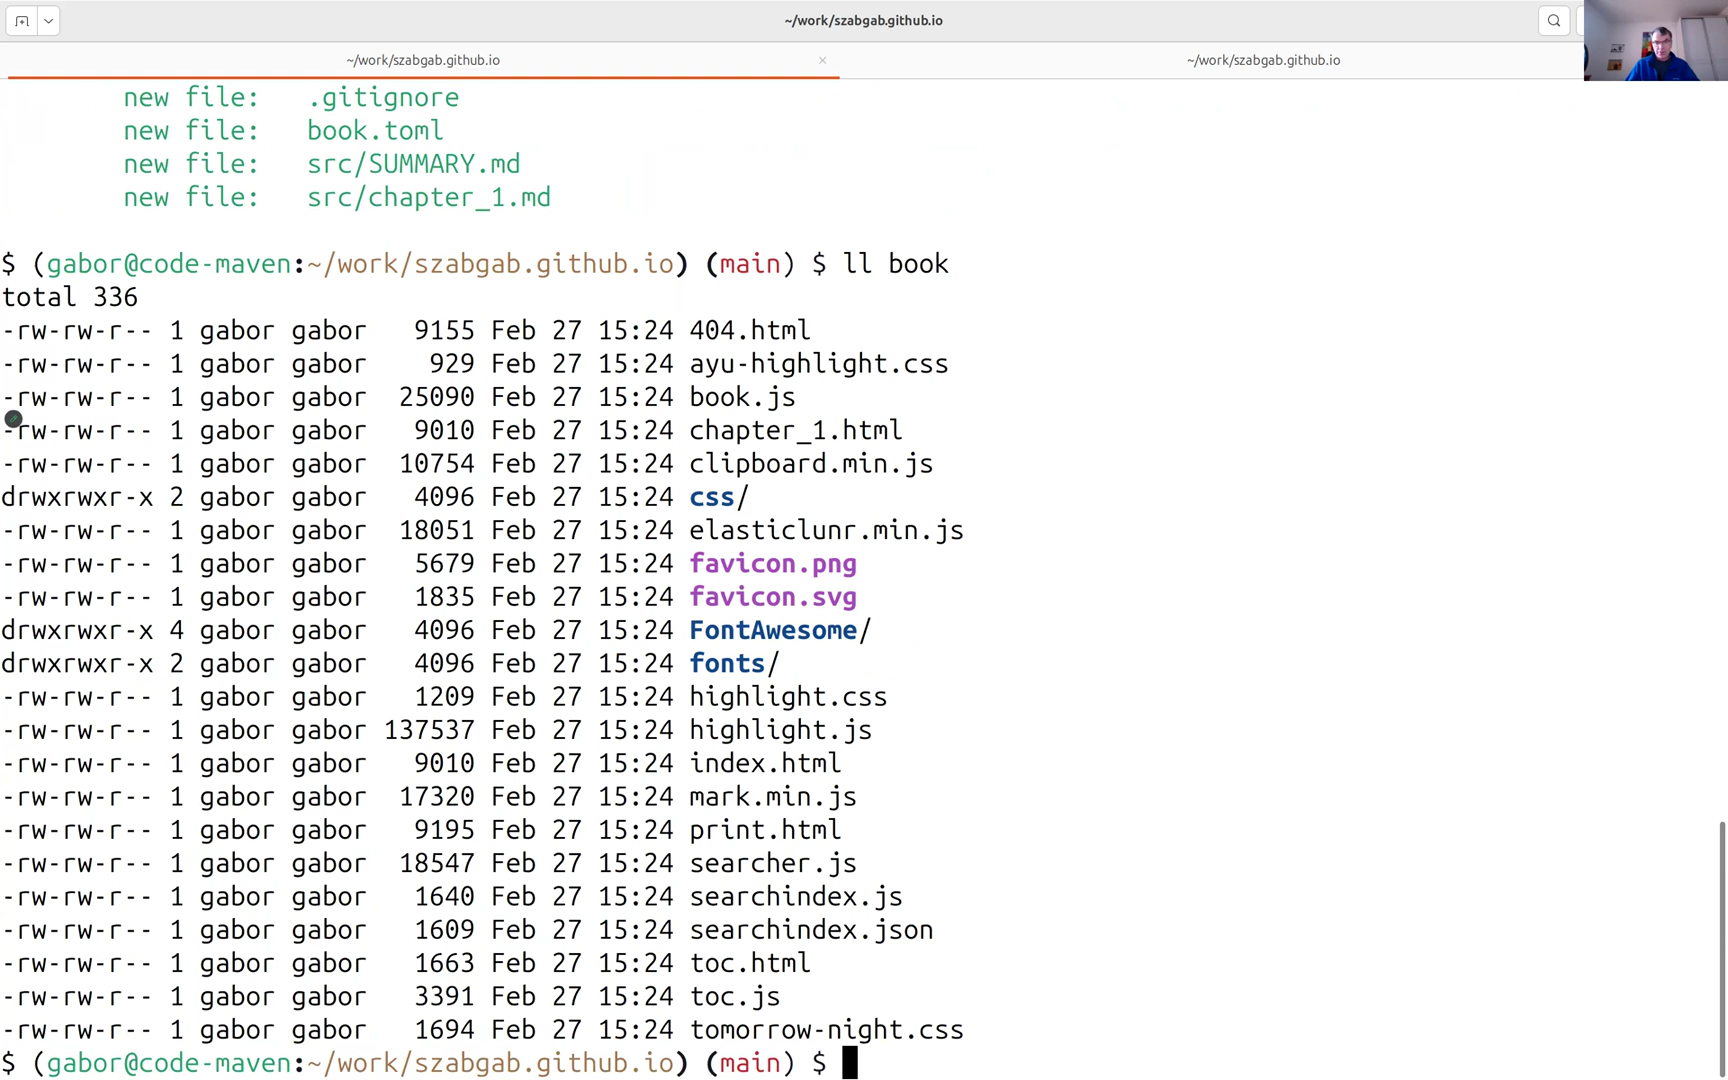 ~/work/szabgab.github.io
~/work/szabgab.github.io
~/work/szabgab.github.io
new file: .gitignore
new file: book.toml
new file: src/SUMMARY.md
new file: src/chapter_1.md
$ (gabor@code-maven:~/work/szabgab.github.io) (main) $ ll book
total 336
-rw-rw-r-- 1 gabor gabor 9155 Feb 27 15:24 404.html
-rw-rw-r-- 1 gabor gabor 929 Feb 27 15:24 ayu-highlight.css
-rw-rw-r-- 1 gabor gabor 25090 Feb 27 15:24 book.js
-rw-rw-r-- 1 gabor gabor 9010 Feb 27 15:24 chapter_1.html
-rw-rw-r-- 1 gabor gabor 10754 Feb 27 15:24 clipboard.min.js
drwxrwxr-x 2 gabor gabor 4096 Feb 27 15:24 css/
-rw-rw-r-- 1 gabor gabor 18051 Feb 27 15:24 elasticlunr.min.js
-rw-rw-r-- 1 gabor gabor 5679 Feb 27 15:24 favicon.png
-rw-rw-r-- 1 gabor gabor 1835 Feb 27 15:24 favicon.svg
drwxrwxr-x 4 gabor gabor 4096 Feb 27 15:24 FontAwesome/
drwxrwxr-x 2 gabor gabor 4096 Feb 27 15:24 fonts/
-rw-rw-r-- 1 gabor gabor 1209 Feb 27 15:24 highlight.css
-rw-rw-r-- 1 gabor gabor 137537 Feb 27 15:24 highlight.js
-rw-rw-r-- 1 gabor gabor 9010 Feb 27 15:24 index.html
-rw-rw-r-- 1 gabor gabor 17320 Feb 27 15:24 mark.min.js
-rw-rw-r-- 1 gabor gabor 9195 Feb 27 15:24 print.html
-rw-rw-r-- 1 gabor gabor 18547 Feb 27 15:24 searcher.js
-rw-rw-r-- 1 gabor gabor 1640 Feb 27 15:24 searchindex.js
-rw-rw-r-- 1 gabor gabor 1609 Feb 27 15:24 searchindex.json
-rw-rw-r-- 1 gabor gabor 1663 Feb 27 15:24 toc.html
-rw-rw-r-- 1 gabor gabor 3391 Feb 27 15:24 toc.js
-rw-rw-r-- 1 gabor gabor 1694 Feb 27 15:24 tomorrow-night.css
$ (gabor@code-maven:~/work/szabgab.github.io) (main) $